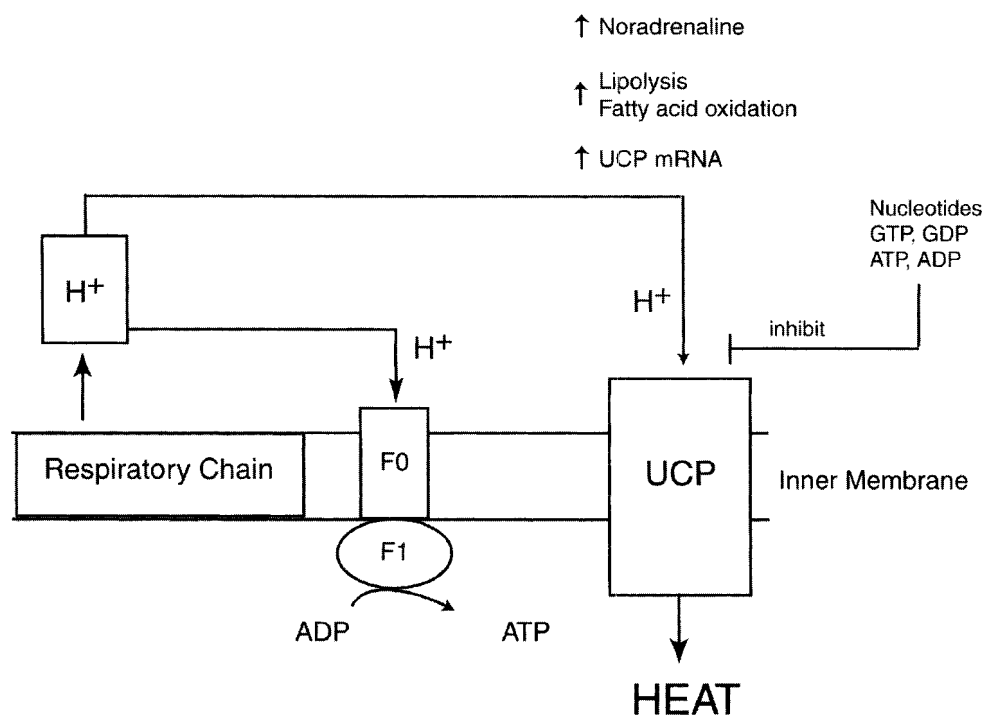 ↑ Noradrenaline
↑ Lipolysis
Fatty acid oxidation
↑ UCP mRNA
Nucleotides
GTP, GDP
ATP, ADP
inhibit
H+
H+
H+
Respiratory Chain
F0
F1
UCP
Inner Membrane
ADP
ATP
HEAT